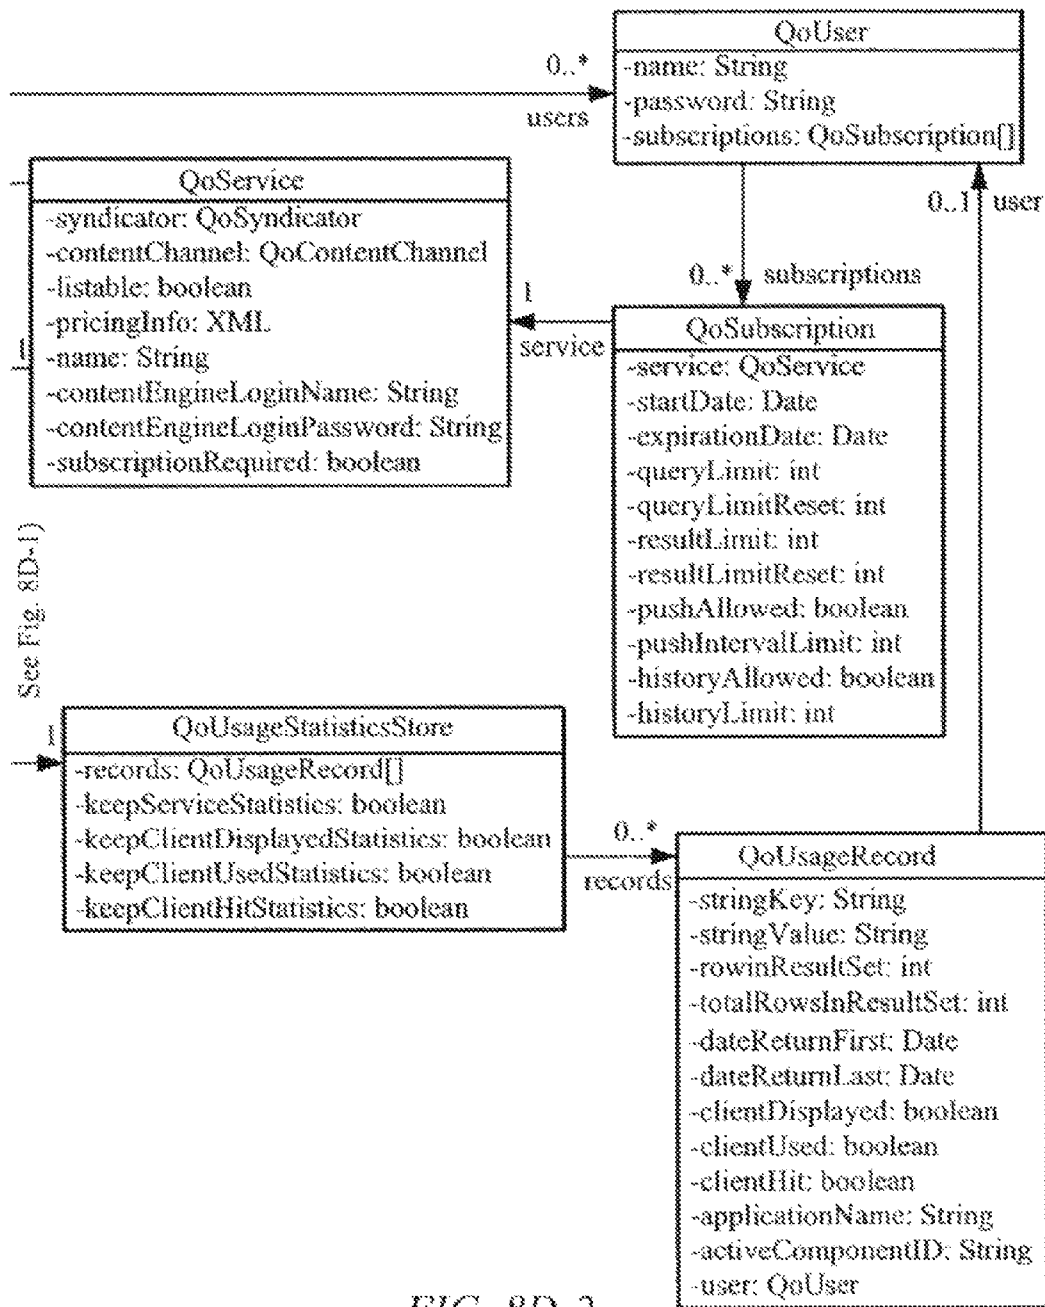 QoUser
-name: String
-password: String
-subscriptions: QoSubscription[]
0..*
users
QoService
-syndicator: QoSyndicator
-contentChannel: QoContentChannel
-listable: boolean
-pricingInfo: XML
-name: String
-contentEngineLoginName: String
-contentEngineLoginPassword: String
-subscriptionRequired: boolean
1
0..1 user
0..* subscriptions
1
service
QoSubscription
-service: QoService
-startDate: Date
-expirationDate: Date
-queryLimit: int
-queryLimitReset: int
-resultLimit: int
-resultLimitReset: int
-pushAllowed: boolean
-pushIntervalLimit: int
-historyAllowed: boolean
-historyLimit: int
See Fig. 8D-1)
1
QoUsageStatisticsStore
-records: QoUsageRecord[]
-keepServiceStatistics: boolean
-keepClientDisplayedStatistics: boolean
-keepClientUsedStatistics: boolean
-keepClientHitStatistics: boolean
0..*
records
QoUsageRecord
-stringKey: String
-stringValue: String
-rowinResultSet: int
-totalRowsInResultSet: int
-dateReturnFirst: Date
-dateReturnLast: Date
-clientDisplayed: boolean
-clientUsed: boolean
-clientHit: boolean
-applicationName: String
-activeComponentID: String
-user: QoUser
FIG. 8D-2